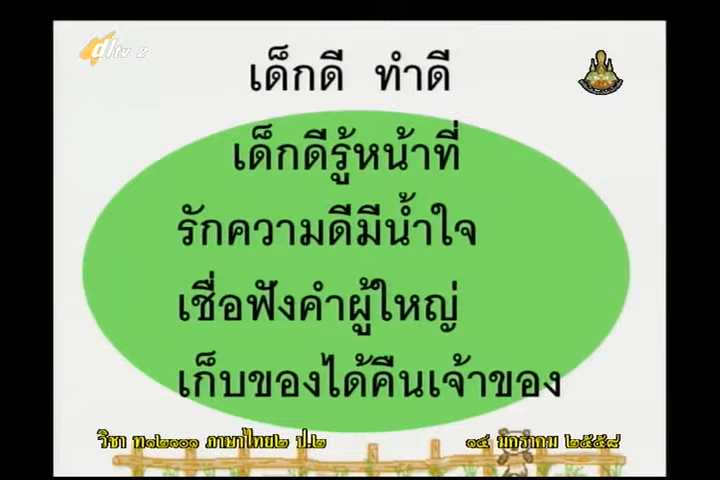 dltv 2
เด็กดี ทำดี
เด็กดีรู้หน้าที่
รักความดีมีน้ำใจ
เชื่อฟังคำผู้ใหญ่
เก็บของได้คืนเจ้าของ
วิชา ท๑๒๑๐๑ ภาษาไทย๒ ป.๒ ๑๔ มกราคม ๒๕๕๘